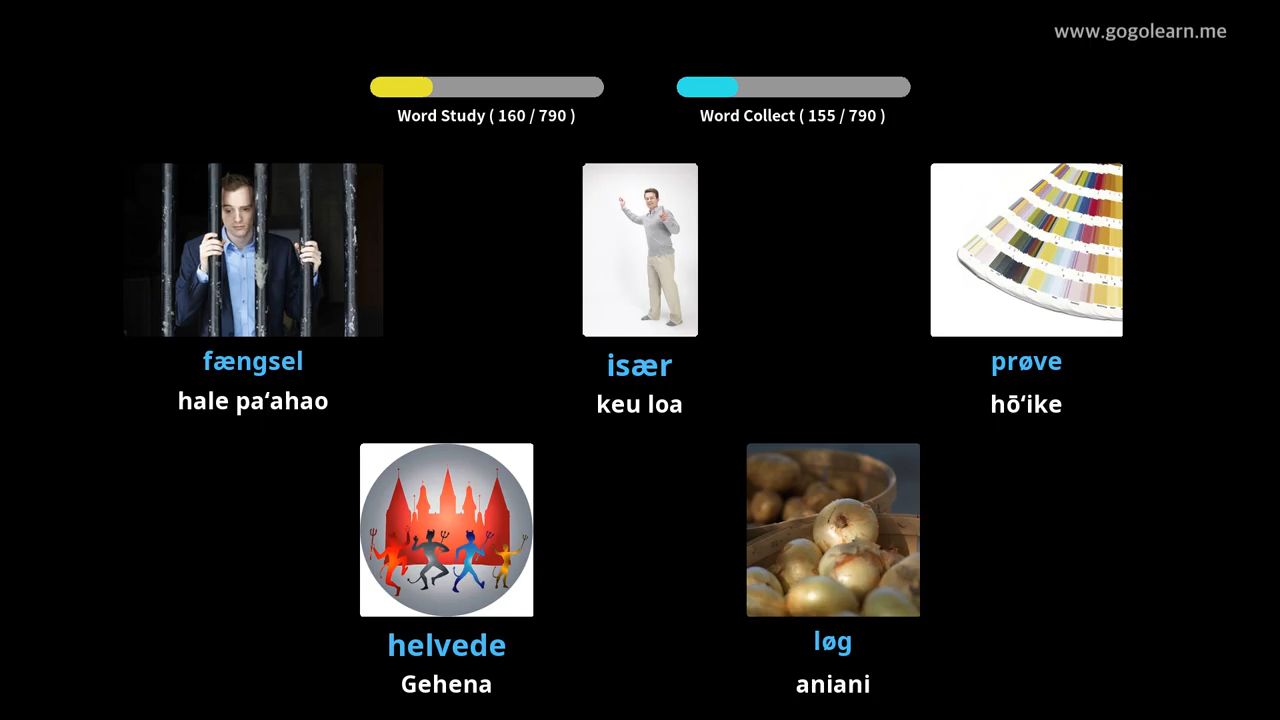 www.gogolearn.me
Word Study ( 160 / 790 )
Word Collect ( 155 / 790 )
fængsel
især
prøve
hale paʻahao
keu loa
hōʻike
helvede
løg
Gehena
aniani